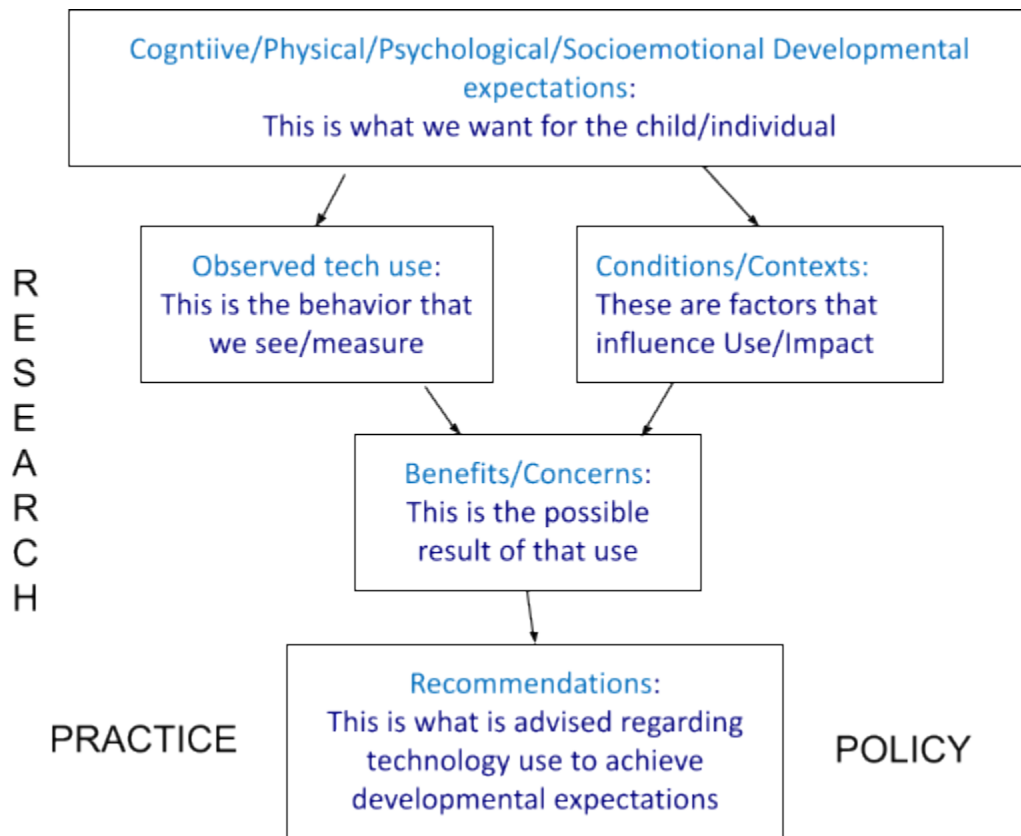 Cogntiive/Physical/Psychological/Socioemotional Developmental
expectations:
This is what we want for the child/individual
Observed tech use:
This is the behavior that
we see/measure
Conditions/Contexts:
These are factors that
influence Use/Impact
RESEARCH
Benefits/Concerns:
This is the possible
result of that use
Recommendations:
This is what is advised regarding
technology use to achieve
developmental expectations
PRACTICE
POLICY